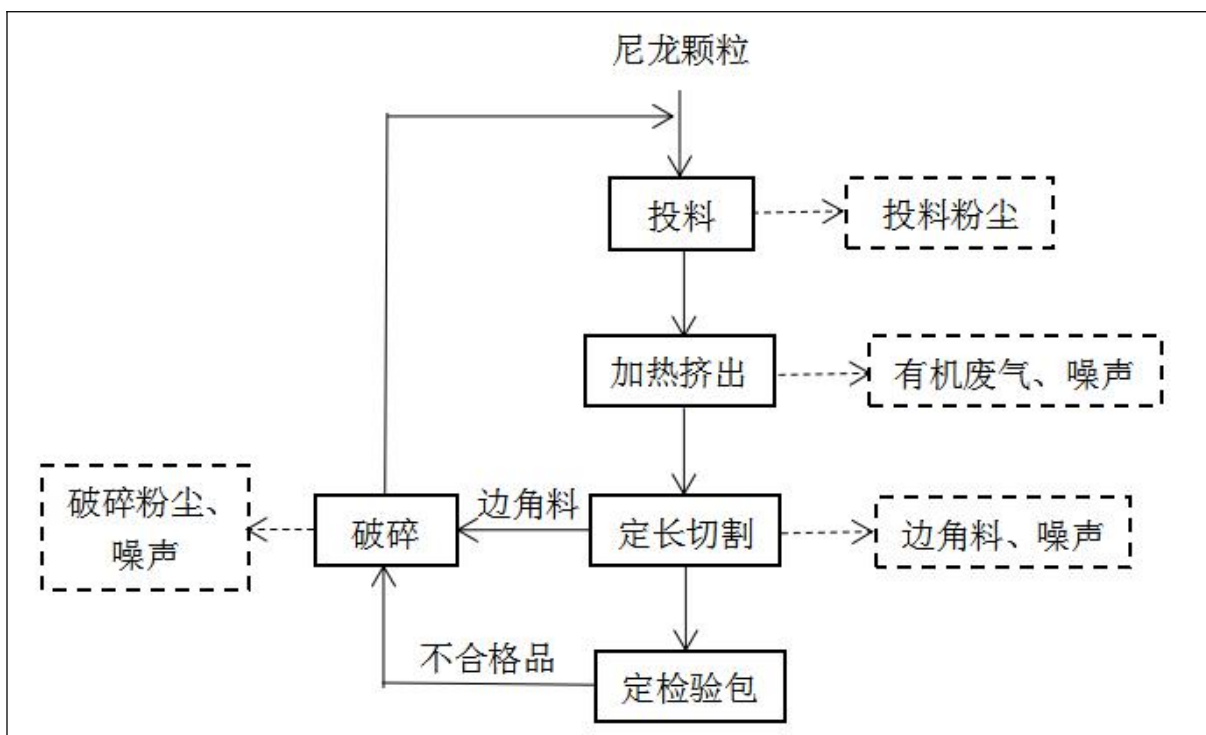 尼龙颗粒
投料
投料粉尘
加热挤出
有机废气、噪声
破碎粉尘、
噪声
破碎
边角料
定长切割
边角料、噪声
不合格品
定检验包